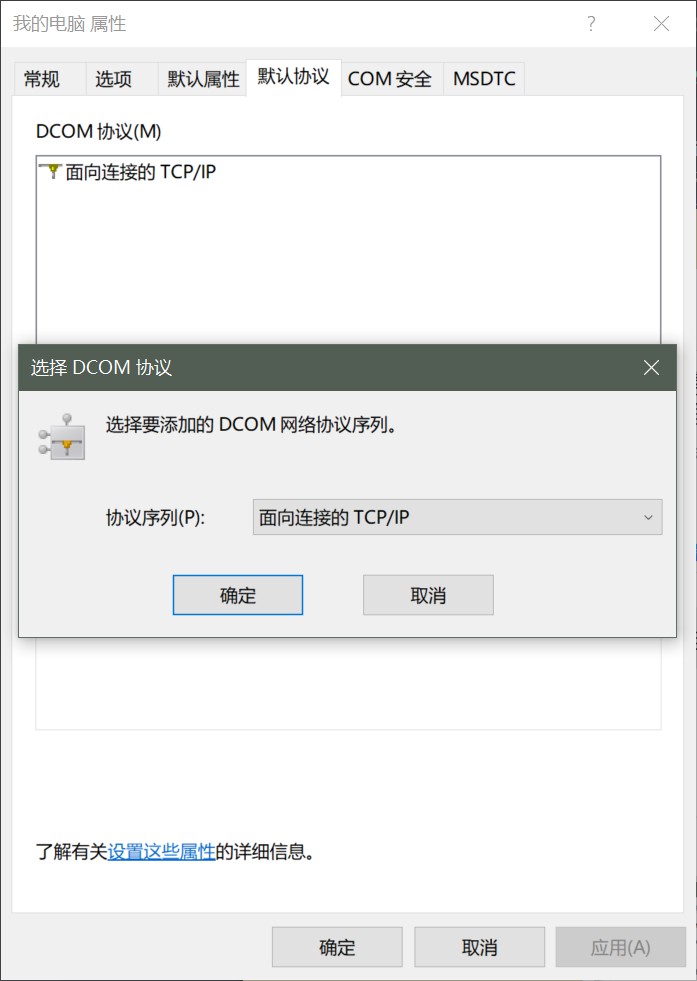 我的电脑 属性
常规 选项 默认属性 默认协议 COM 安全 MSDTC
DCOM 协议(M)
面向连接的 TCP/IP
选择 DCOM 协议
选择要添加的 DCOM 网络协议序列。
协议序列(P): 面向连接的 TCP/IP
确定 取消
了解有关设置这些属性的详细信息。
确定 取消 应用(A)